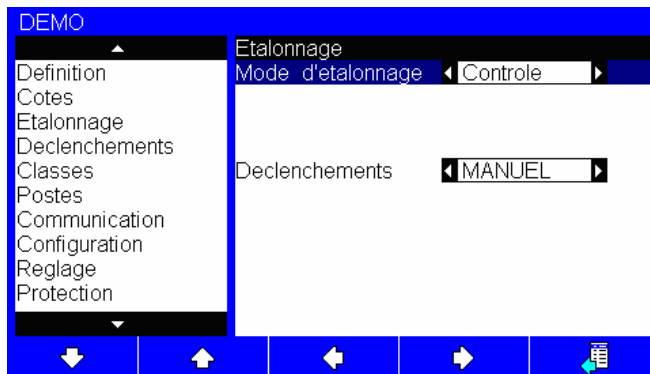 DEMO
Definition
Cotes
Etalonnage
Declenchements
Classes
Postes
Communication
Configuration
Reglage
Protection
Etalonnage
Mode d'etalonnage Controle
Declenchements MANUEL